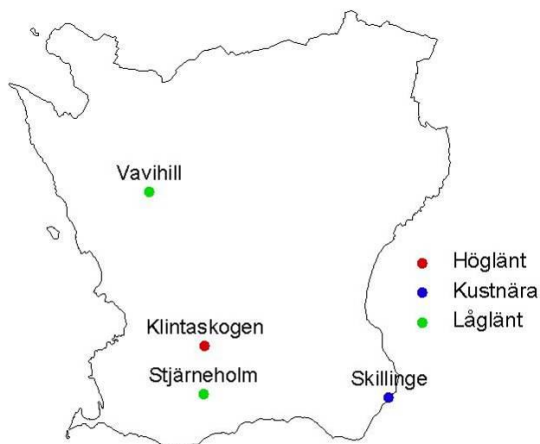 Vavihill
Höglänt
Kustnära
Låglänt
Klintaskogen
Stjärneholm
Skillinge